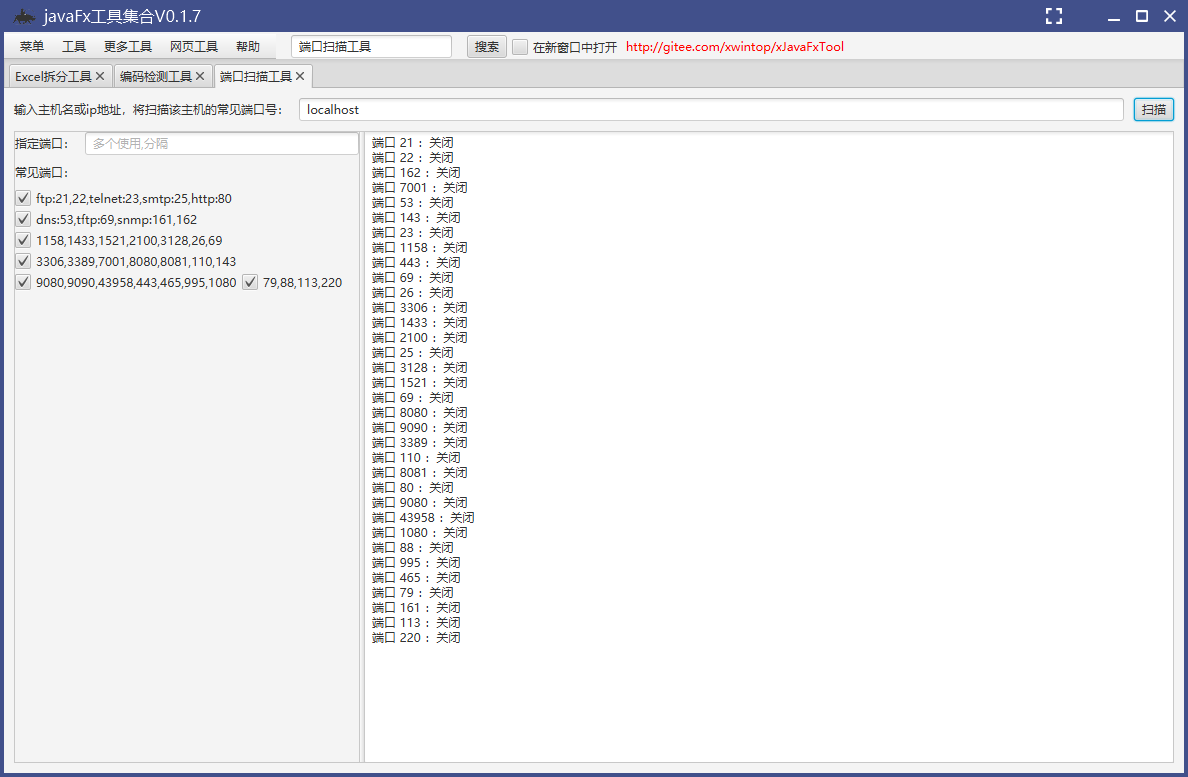 javaFx工具集合V0.1.7
菜单 工具 更多工具 网页工具 帮助 端口扫描工具 搜索 在新窗口中打开 http://gitee.com/xwintop/xJavaFxTool
Excel拆分工具 编码检测工具 端口扫描工具
输入主机名或ip地址，将扫描该主机的常见端口号： localhost 扫描
指定端口： 多个使用,分隔
常见端口：
ftp:21,22,telnet:23,smtp:25,http:80
dns:53,tftp:69,snmp:161,162
1158,1433,1521,2100,3128,26,69
3306,3389,7001,8080,8081,110,143
9080,9090,43958,443,465,995,1080 79,88,113,220
端口 21 ：关闭
端口 22 ：关闭
端口 162 ：关闭
端口 7001 ：关闭
端口 53 ：关闭
端口 143 ：关闭
端口 23 ：关闭
端口 1158 ：关闭
端口 443 ：关闭
端口 69 ：关闭
端口 26 ：关闭
端口 3306 ：关闭
端口 1433 ：关闭
端口 2100 ：关闭
端口 25 ：关闭
端口 3128 ：关闭
端口 1521 ：关闭
端口 69 ：关闭
端口 8080 ：关闭
端口 9090 ：关闭
端口 3389 ：关闭
端口 110 ：关闭
端口 8081 ：关闭
端口 80 ：关闭
端口 9080 ：关闭
端口 43958 ：关闭
端口 1080 ：关闭
端口 88 ：关闭
端口 995 ：关闭
端口 465 ：关闭
端口 79 ：关闭
端口 161 ：关闭
端口 113 ：关闭
端口 220 ：关闭